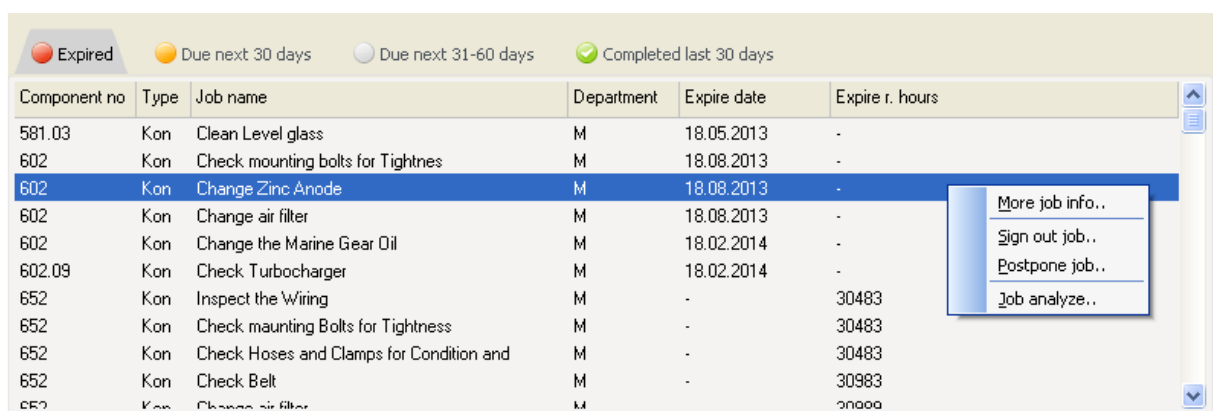 Expired Due next 30 days Due next 31-60 days Completed last 30 days
Component no Type Job name Department Expire date Expire r. hours
581.03 Kon Clean Level glass M 18.05.2013 -
602 Kon Check mounting bolts for Tightnes M 18.08.2013 -
602 Kon Change Zinc Anode M 18.08.2013 -
602 Kon Change air filter M 18.08.2013 -
602 Kon Change the Marine Gear Oil M 18.02.2014 -
602.09 Kon Check Turbocharger M 18.02.2014 -
652 Kon Inspect the Wiring M - 30483
652 Kon Check maunting Bolts for Tightness M - 30483
652 Kon Check Hoses and Clamps for Condition and M - 30483
652 Kon Check Belt M - 30983
652 Kon Change air filter M
More job info..
Sign out job..
Postpone job..
Job analyze..